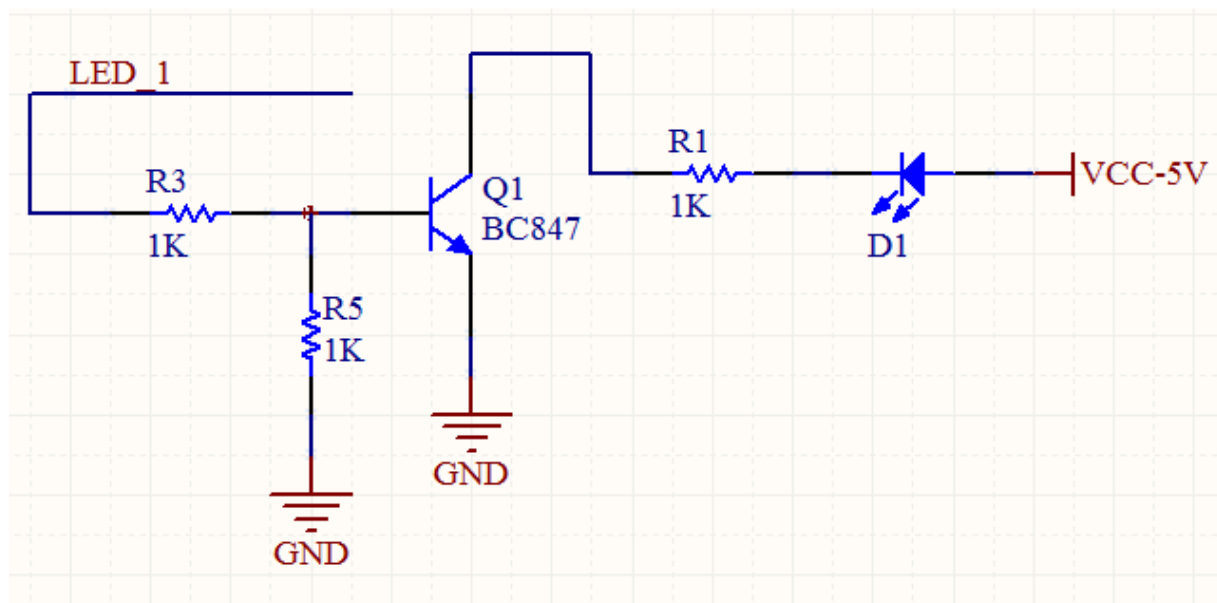 LED_1
R3
1K
R5
1K
GND
Q1
BC847
GND
R1
1K
D1
VCC-5V